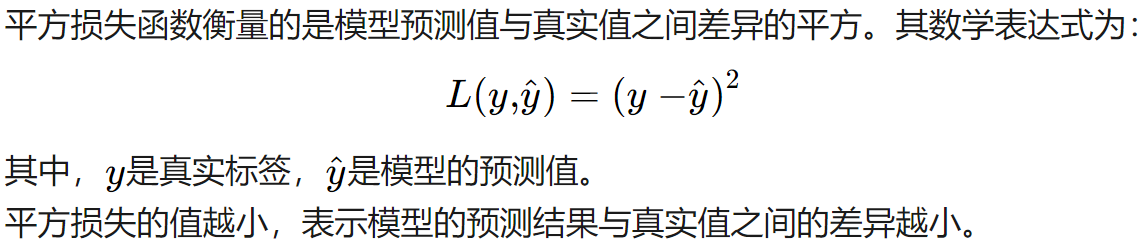 平方损失函数衡量的是模型预测值与真实值之间差异的平方。其数学表达式为：
L(y,ŷ) = (y −ŷ)²
其中，y是真实标签，ŷ是模型的预测值。
平方损失的值越小，表示模型的预测结果与真实值之间的差异越小。